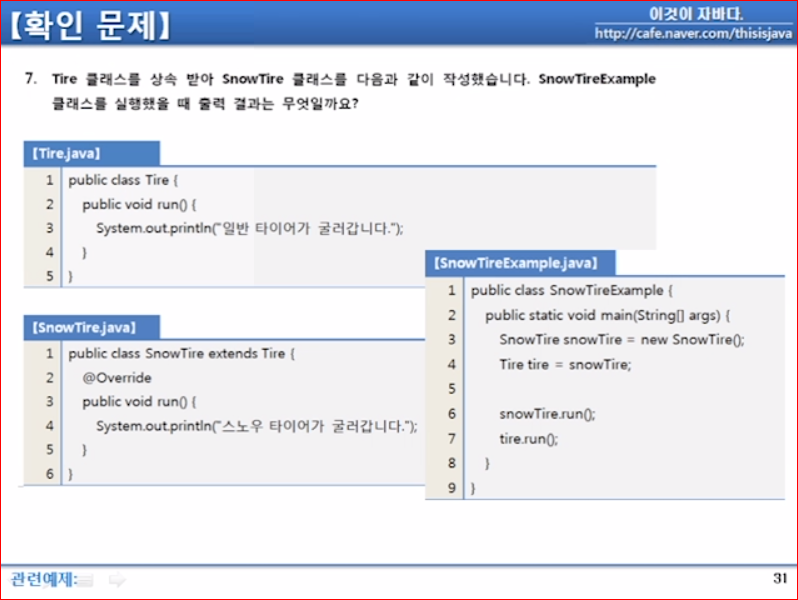 【확인 문제】
이것이 자바다.
http://cafe.naver.com/thisisjava
7. Tire 클래스를 상속 받아 SnowTire 클래스를 다음과 같이 작성했습니다. SnowTireExample
클래스를 실행했을 때 출력 결과는 무엇일까요?
【Tire.java】
1 public class Tire {
2 public void run() {
3 System.out.println("일반 타이어가 굴러갑니다.");
4 }
5 }
【SnowTire.java】
1 public class SnowTire extends Tire {
2 @Override
3 public void run() {
4 System.out.println("스노우 타이어가 굴러갑니다.");
5 }
6 }
【SnowTireExample.java】
1 public class SnowTireExample {
2 public static void main(String[] args) {
3 SnowTire snowTire = new SnowTire();
4 Tire tire = snowTire;
5
6 snowTire.run();
7 tire.run();
8 }
9 }
관련예제:
31